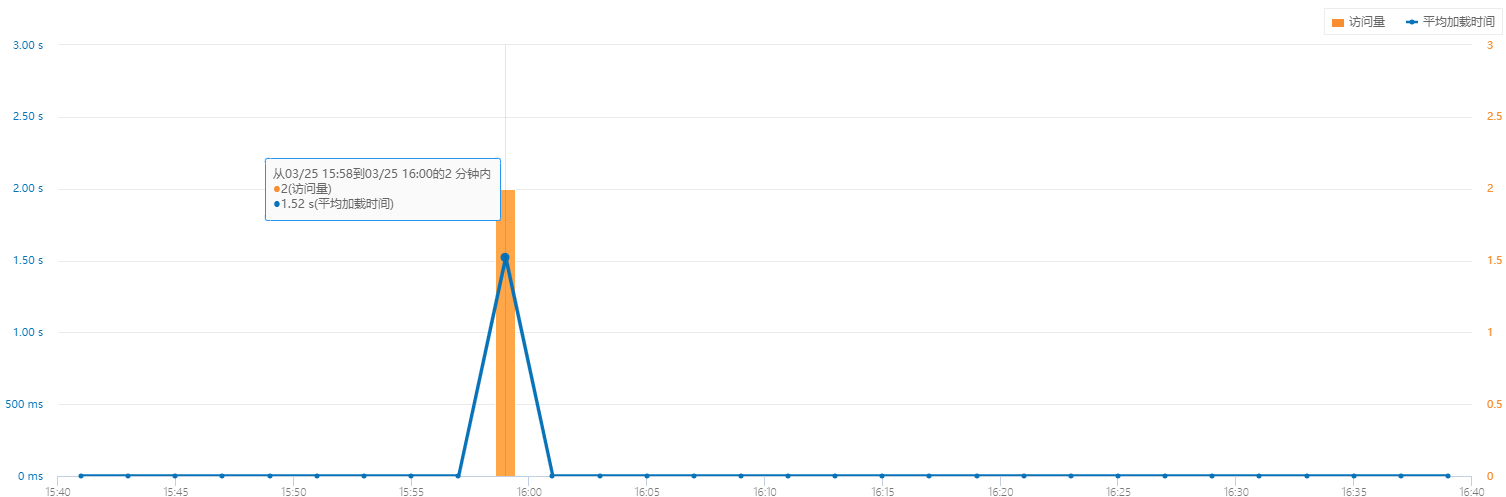 访问量 平均加载时间
3.00 s 3
2.50 s 2.5
从03/25 15:58到03/25 16:00的2 分钟内
2.00 s 2(访问量) 2
1.52 s(平均加载时间)
1.50 s 1.5
1.00 s 1
500 ms 0.5
0 ms 0
15:40 15:45 15:50 15:55 16:00 16:05 16:10 16:15 16:20 16:25 16:30 16:35 16:40